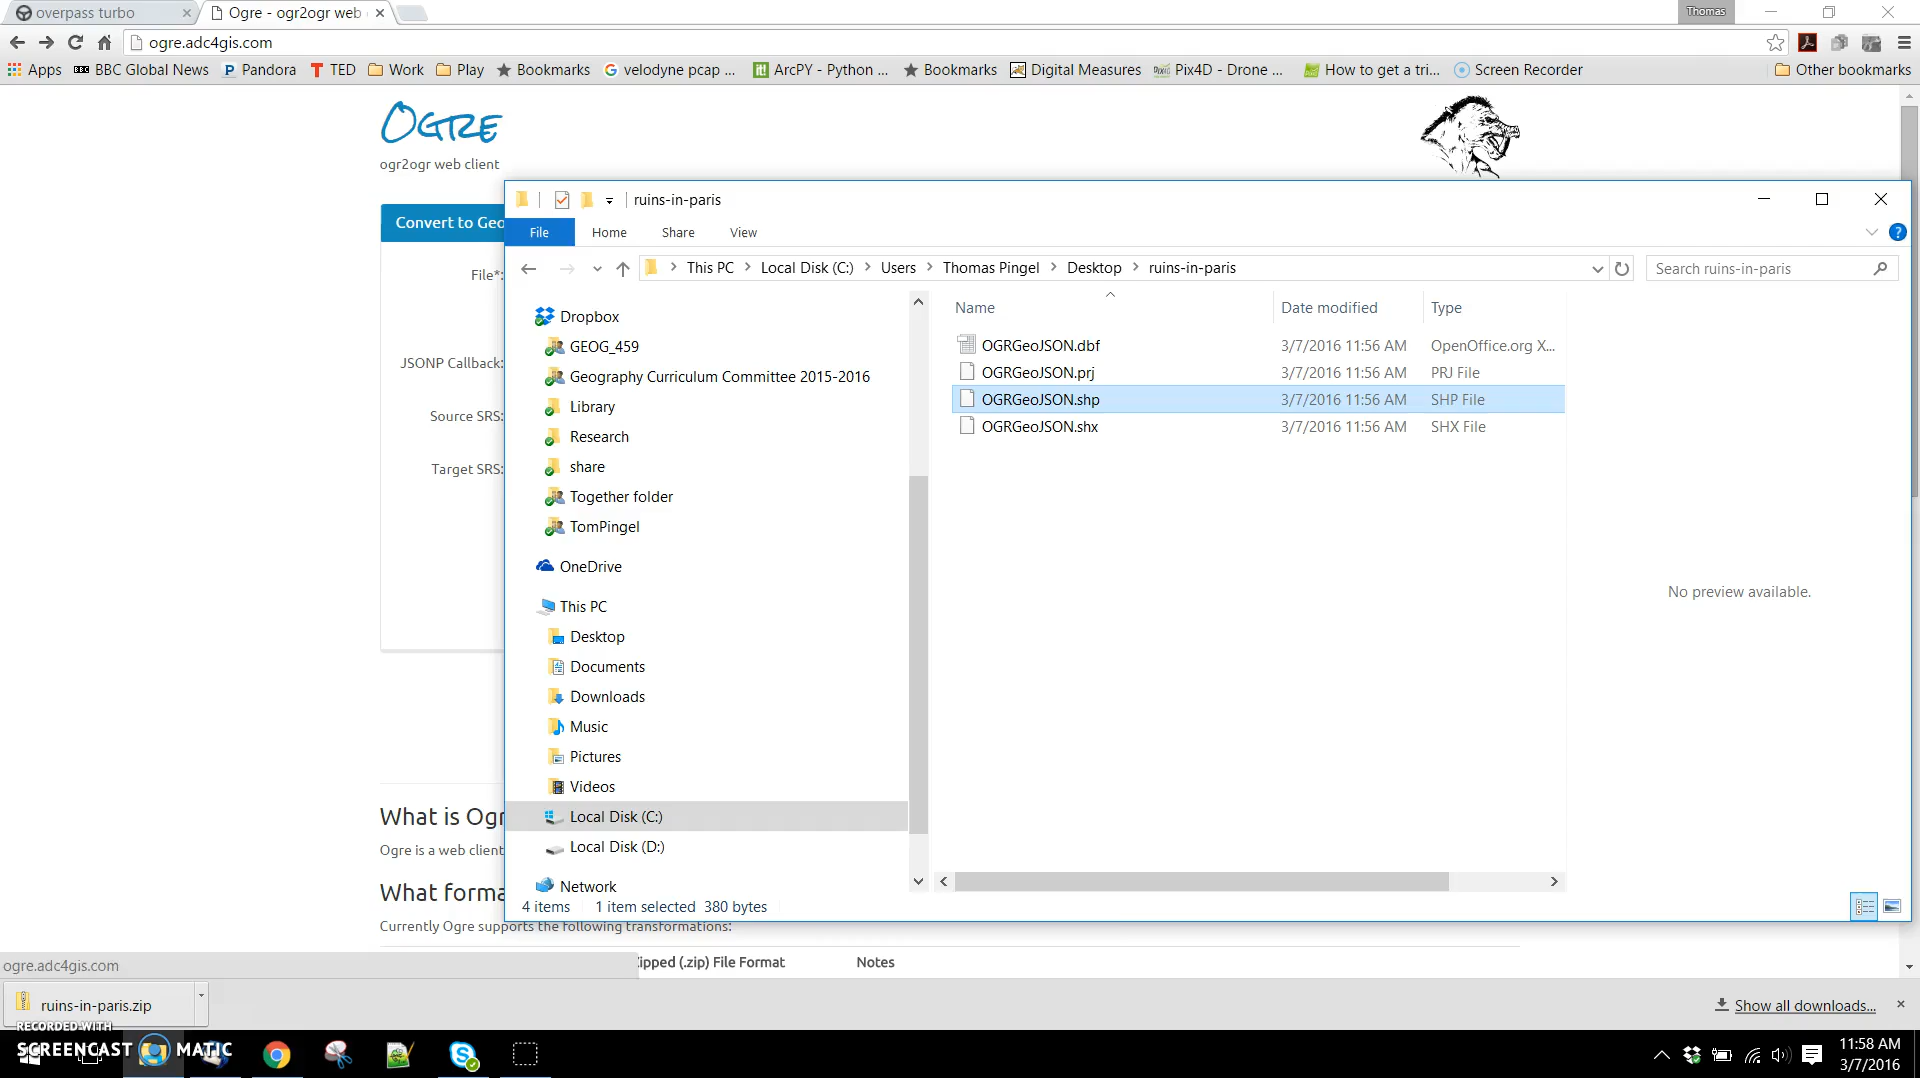 overpass turbo
Ogre - ogr2ogr web
Thomas
ogre.adc4gis.com
Apps
BBC Global News
Pandora
TED
Work
Play
Bookmarks
velodyne pcap ...
ArcPY - Python ...
Bookmarks
Digital Measures
Pix4D - Drone ...
How to get a tri...
Screen Recorder
Other bookmarks
Ogre
ogr2ogr web client
ruins-in-paris
Convert to Geo
File
Home
Share
View
This PC
Local Disk (C:)
Users
Thomas Pingel
Desktop
ruins-in-paris
Search ruins-in-paris
File*:
JSONP Callback:
Source SRS:
Target SRS:
Dropbox
GEOG_459
Geography Curriculum Committee 2015-2016
Library
Research
share
Together folder
TomPingel
OneDrive
This PC
Desktop
Documents
Downloads
Music
Pictures
Videos
Local Disk (C:)
Local Disk (D:)
Network
Name Date modified Type
OGRGeoJSON.dbf 3/7/2016 11:56 AM OpenOffice.org X...
OGRGeoJSON.prj 3/7/2016 11:56 AM PRJ File
OGRGeoJSON.shp 3/7/2016 11:56 AM SHP File
OGRGeoJSON.shx 3/7/2016 11:56 AM SHX File
No preview available.
4 items 1 item selected 380 bytes
What is Ogr
Ogre is a web client
What forma
Currently Ogre supports the following transformations:
ipped (.zip) File Format Notes
ogre.adc4gis.com
ruins-in-paris.zip
Show all downloads...
RECORDED WITH
SCREENCAST MATIC
11:58 AM
3/7/2016